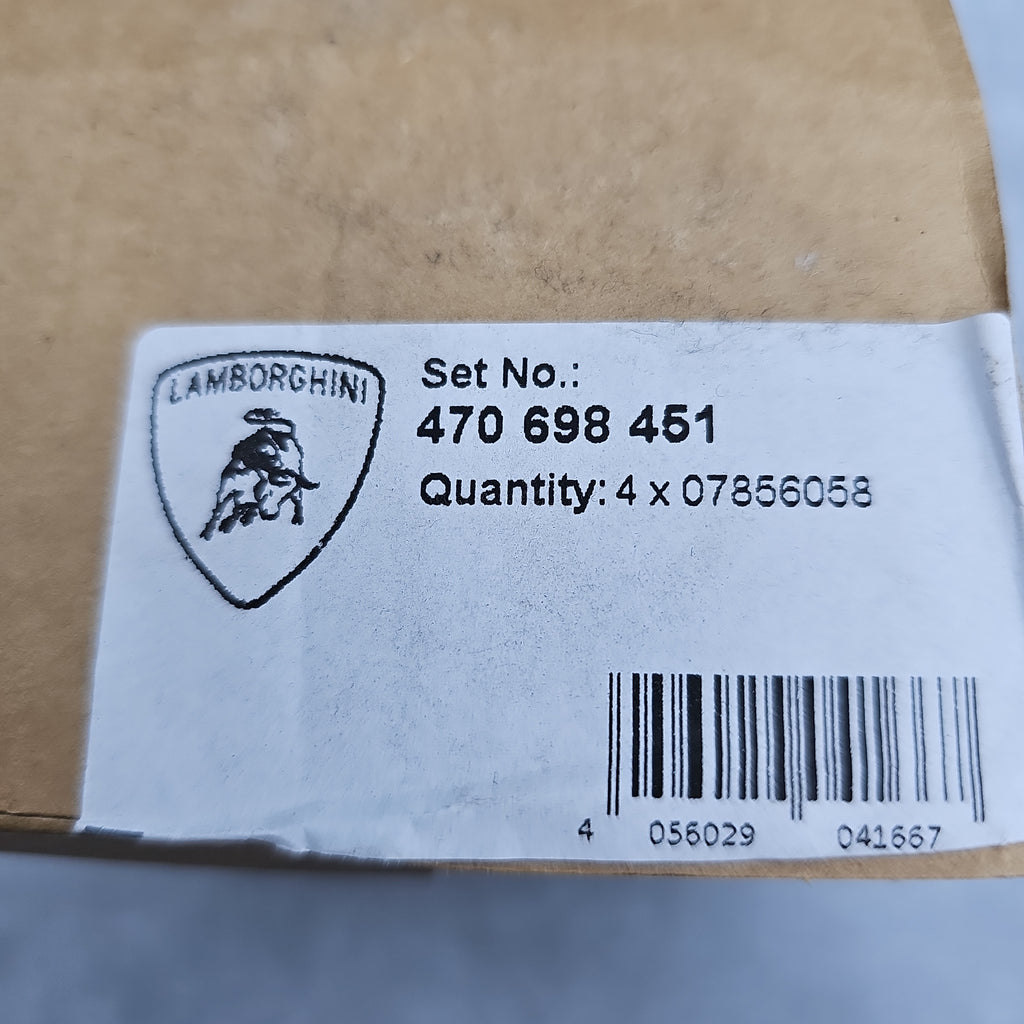 LAMBORGHINI
Set No.:
470 698 451
Quantity: 4 x 07856058
4 056029 041667